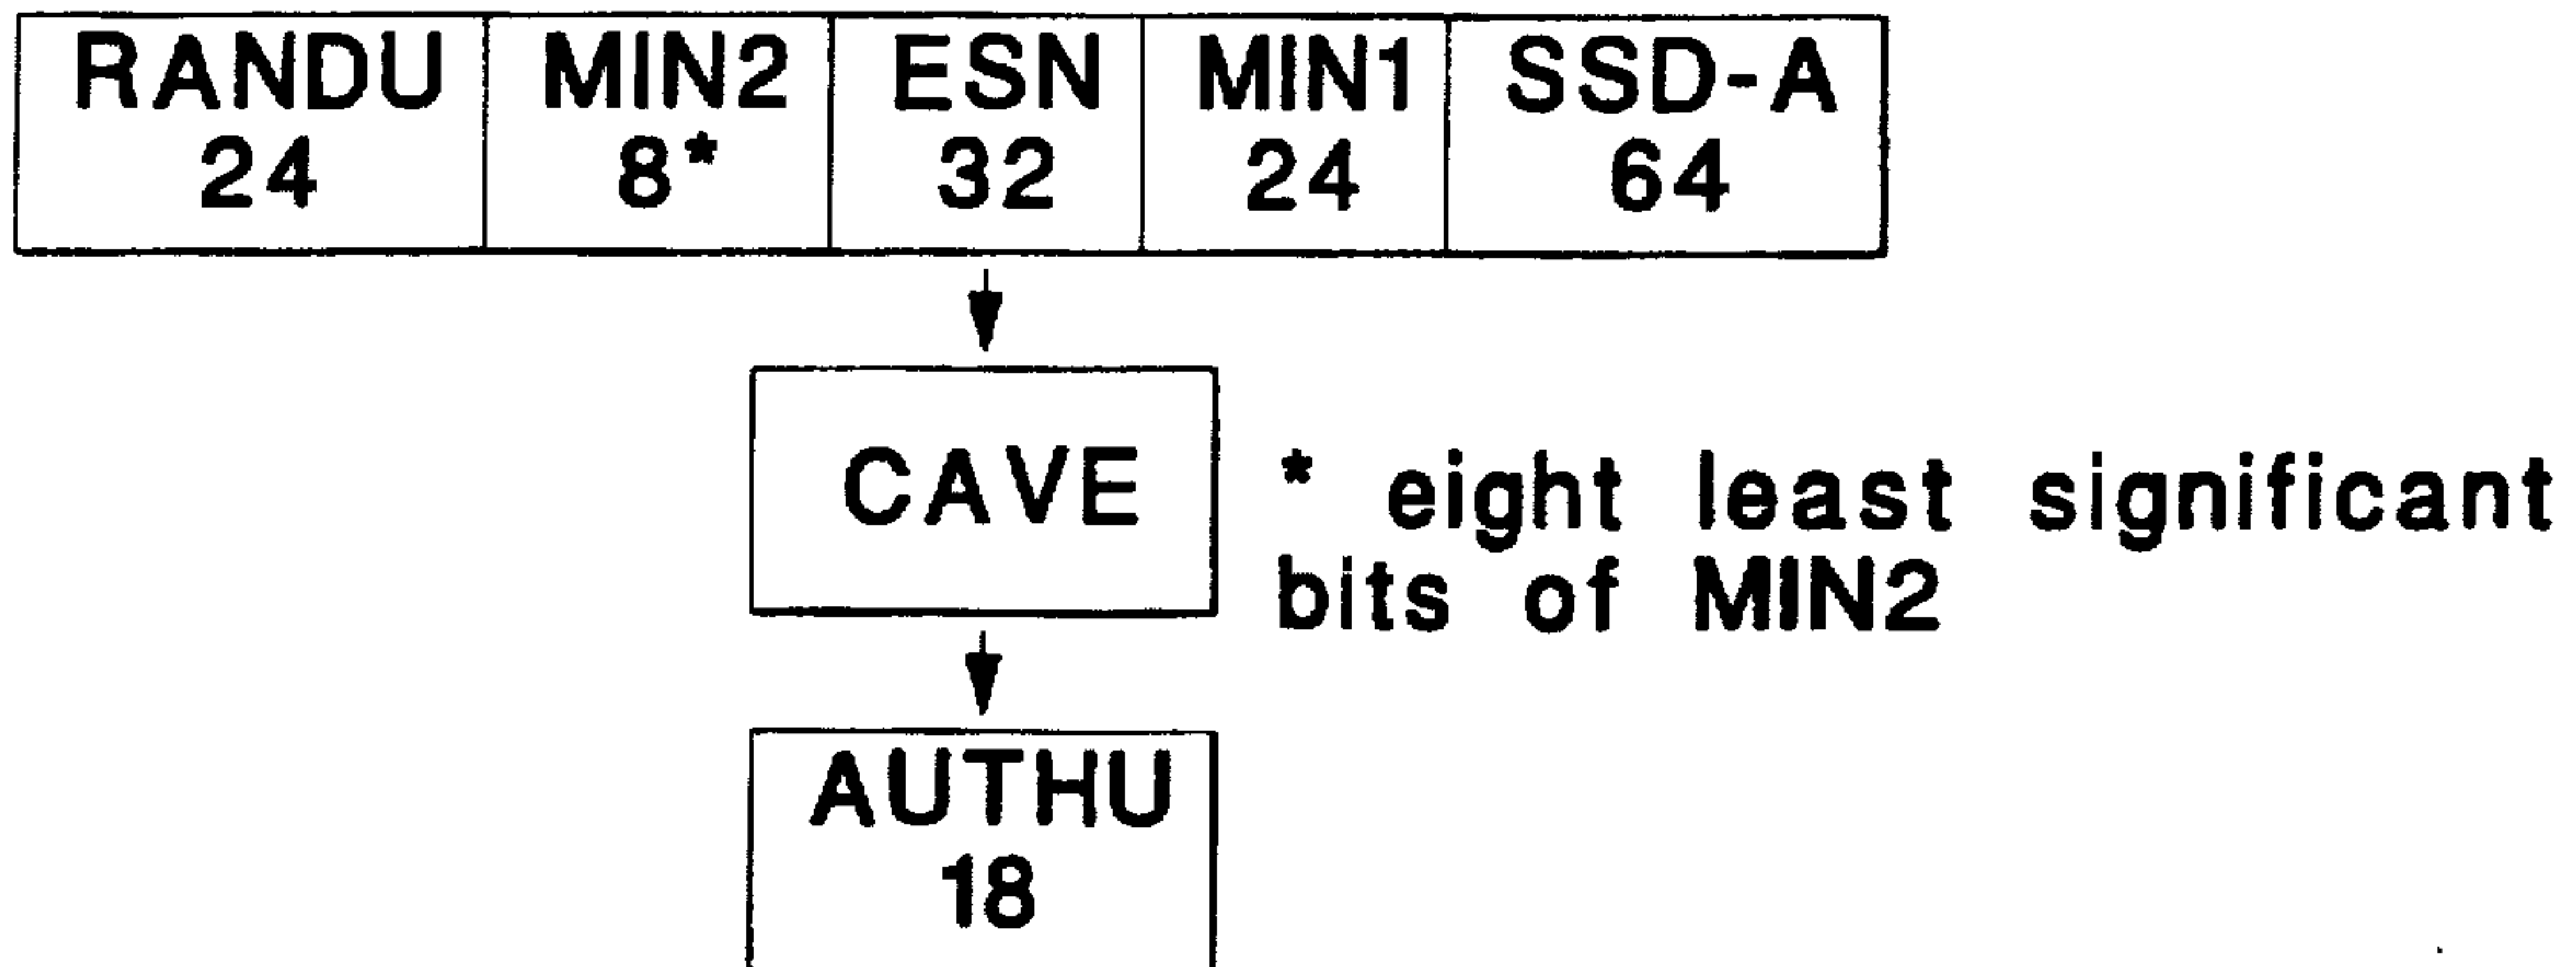 RANDU MIN2 ESN MIN1 SSD-A
24 8* 32 24 64
CAVE
* eight least significant
bits of MIN2
AUTHU
18